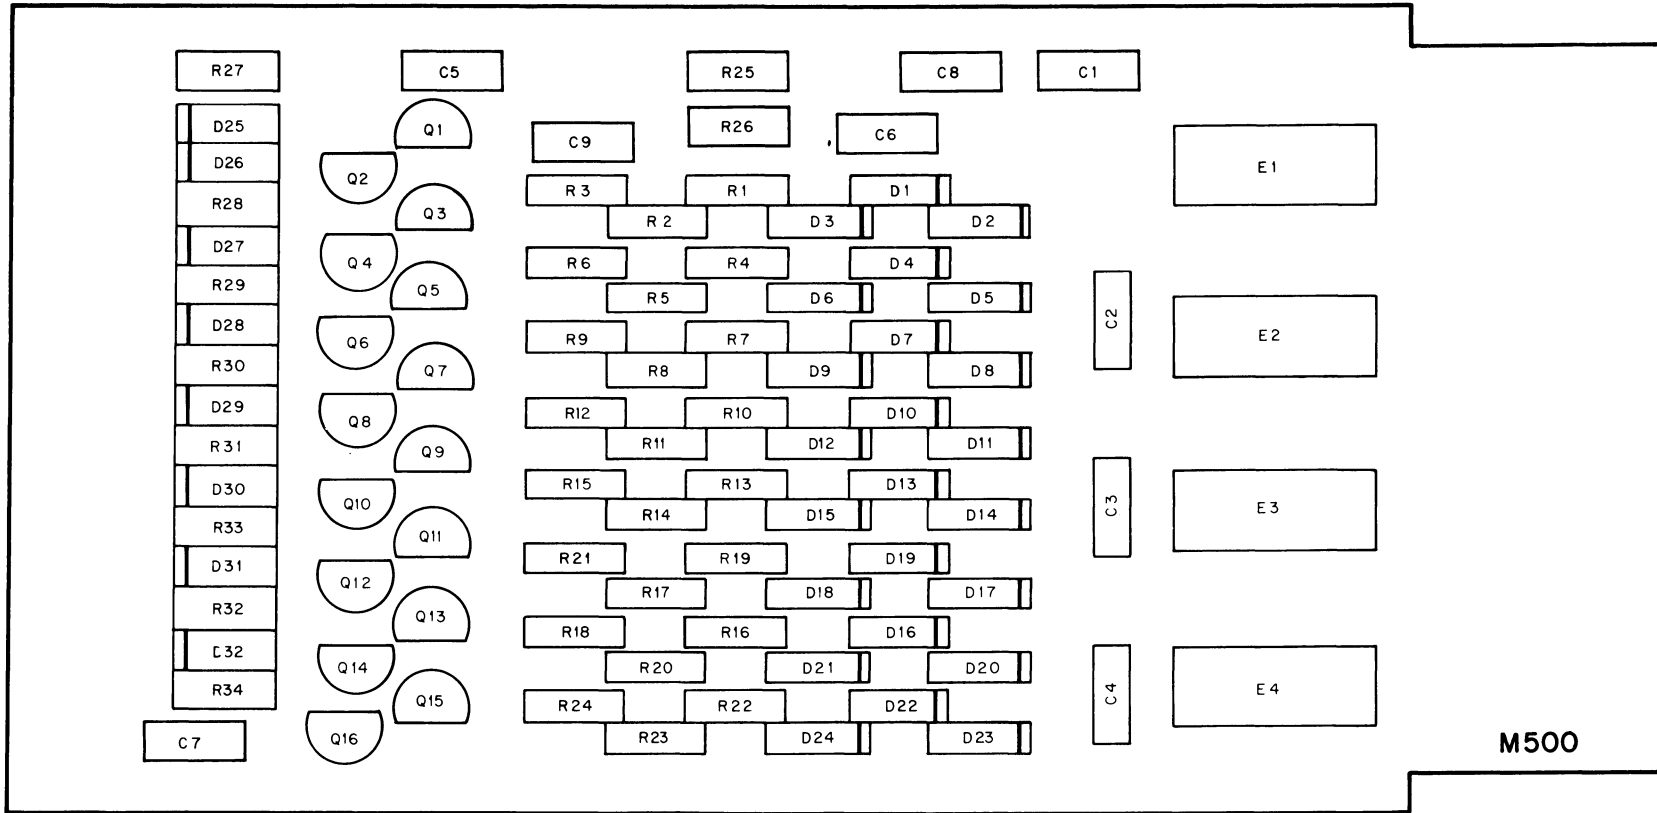 R27 C5 R25 C8 C1
D25 Q1 C9 R26 C6 E1
D26 Q2
R28 Q3 R3 R1 D1
R2 D3 D2
D27 Q4 R6 R4 D4
R29 Q5 R5 D6 D5
D28 Q6 R9 R7 D7 C2 E2
R30 Q7 R8 D9 D8
D29 Q8 R12 R10 D10
R31 Q9 R11 D12 D11
D30 Q10 R15 R13 D13 C3 E3
R33 Q11 R14 D15 D14
D31 Q12 R21 R19 D19
R32 Q13 R17 D18 D17
R18 R16 D16
D32 Q14 R20 D21 D20
R34 Q15 R24 R22 D22 C4 E4
C7 Q16 R23 D24 D23
M500